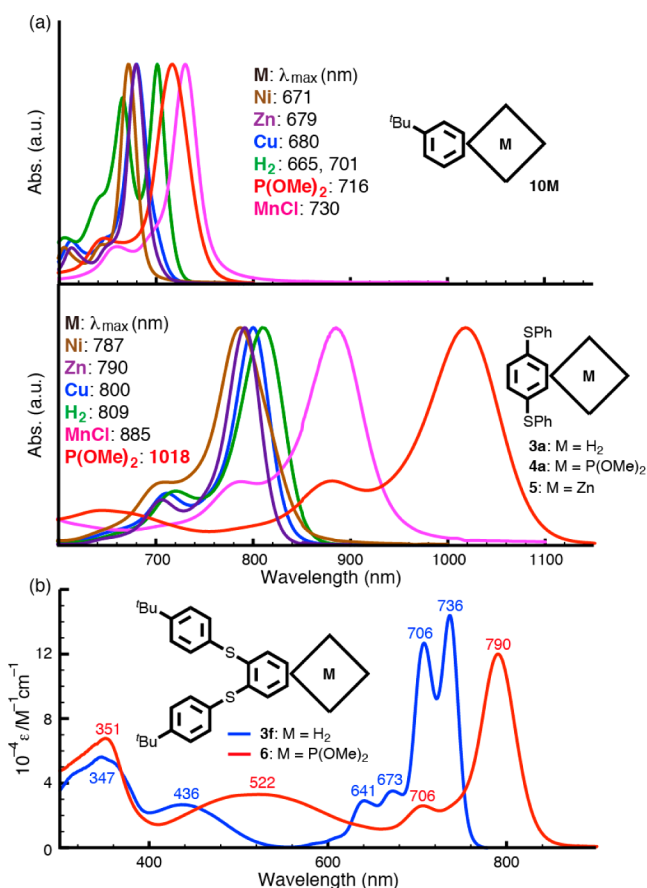 (a)
Abs. (a.u.)
M: λmax (nm)
Ni: 671
Zn: 679
Cu: 680
H2: 665, 701
P(OMe)2: 716
MnCl: 730
tBu
M
10M
1000
1100
Abs. (a.u.)
M: λmax (nm)
Ni: 787
Zn: 790
Cu: 800
H2: 809
MnCl: 885
P(OMe)2: 1018
SPh
M
SPh
3a: M = H2
4a: M = P(OMe)2
5: M = Zn
700
800
900
1000
1100
Wavelength (nm)
(b)
10⁻⁴ ε/M⁻¹cm⁻¹
12
8
4
0
tBu
S
S
M
tBu
3f: M = H2
6: M = P(OMe)2
351
347
436
522
641
673
706
736
706
790
400
600
800
Wavelength (nm)